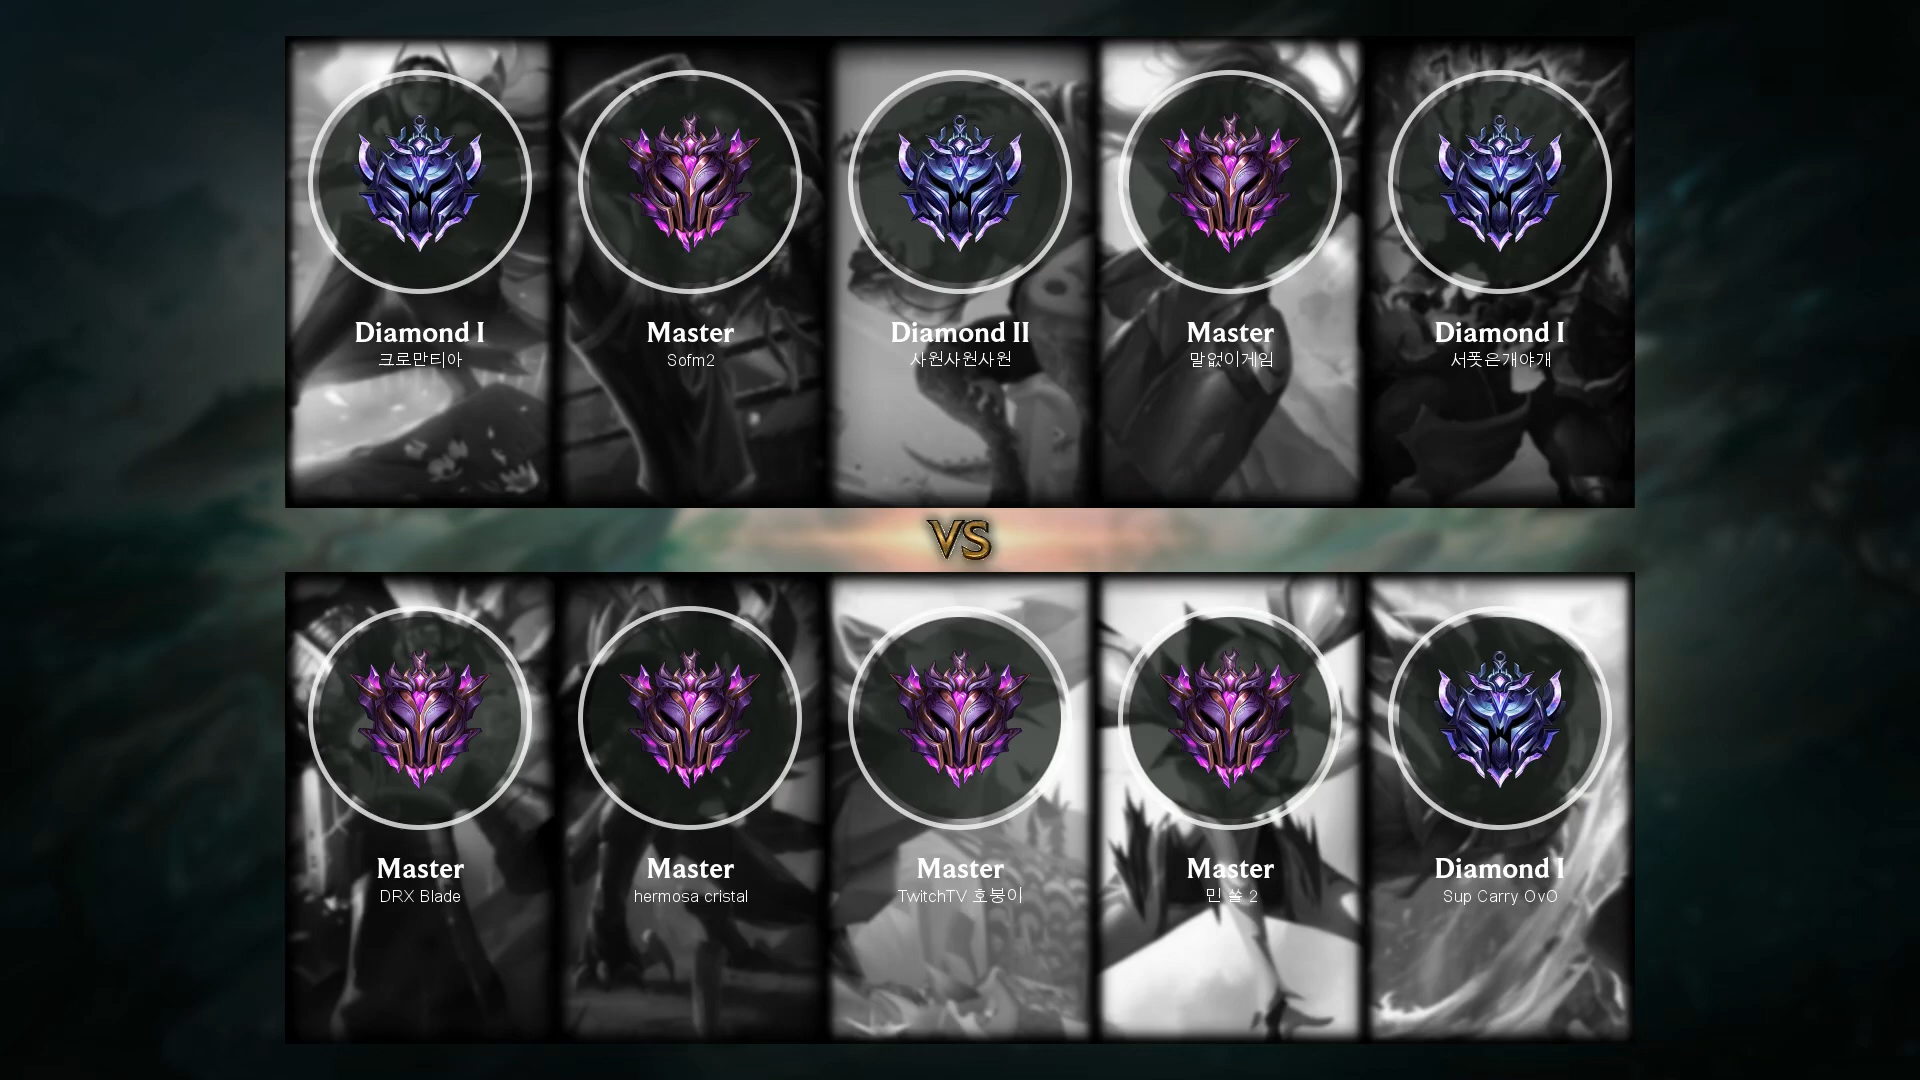 Diamond I
크로만티아
Master
Sofm2
Diamond II
사원사원사원
Master
말없이게임
Diamond I
서폿은개야개
VS
Master
DRX Blade
Master
hermosa cristal
Master
TwitchTV 호붕이
Master
민 쏠 2
Diamond I
Sup Carry OvO